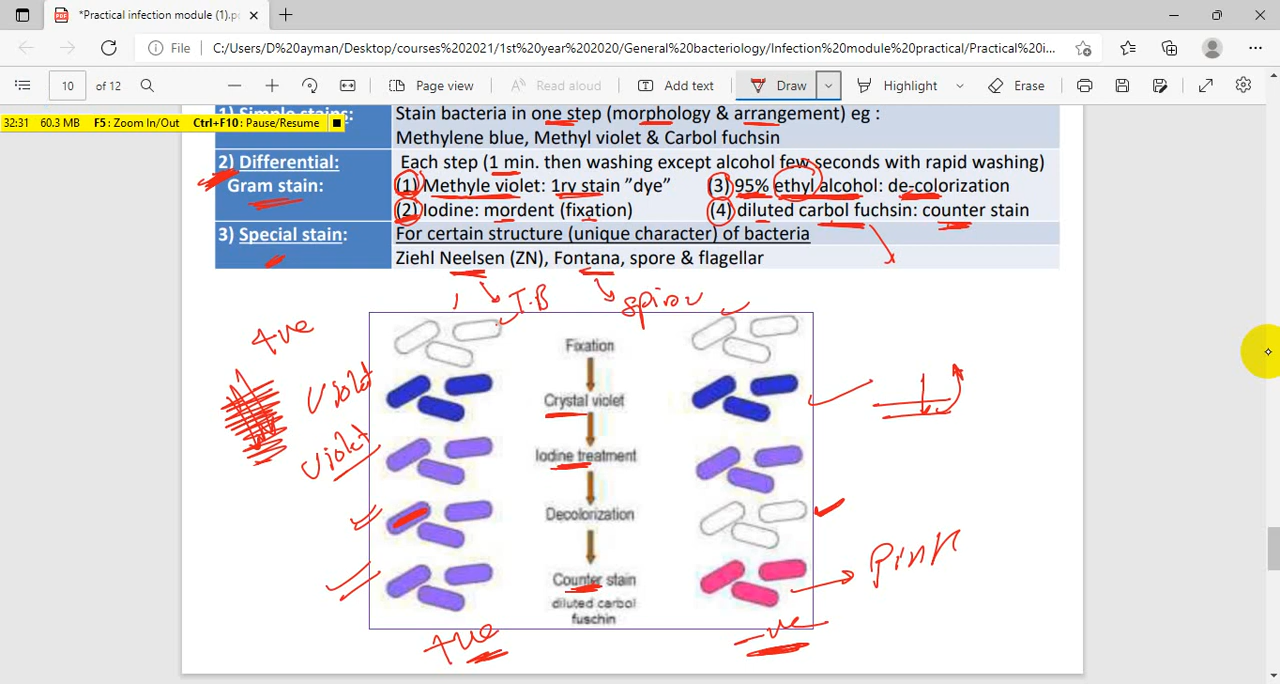 *Practical infection module (1).p
File C:/Users/D%20ayman/Desktop/courses%202021/1st%20year%202020/General%20bacteriology/Infection%20module%20practical/Practical%20i...
10 of 12 Page view Read aloud Add text Draw Highlight Erase
32:31 60.3 MB F5: Zoom In/Out Ctrl+F10: Pause/Resume
1) Simple stains: Stain bacteria in one step (morphology & arrangement) eg :
Methylene blue, Methyl violet & Carbol fuchsin
2) Differential: Each step (1 min. then washing except alcohol few seconds with rapid washing)
Gram stain: (1) Methyle violet: 1ry stain ”dye” (3) 95% ethyl alcohol: de-colorization
(2) Iodine: mordent (fixation) (4) diluted carbol fuchsin: counter stain
3) Special stain: For certain structure (unique character) of bacteria
Ziehl Neelsen (ZN), Fontana, spore & flagellar
T.B
+ve
Fixation
Violet
Crystal violet
Violet
Iodine treatment
Decolorization
Pink
Counter stain
diluted carbol
fuschin
+ve
-ve